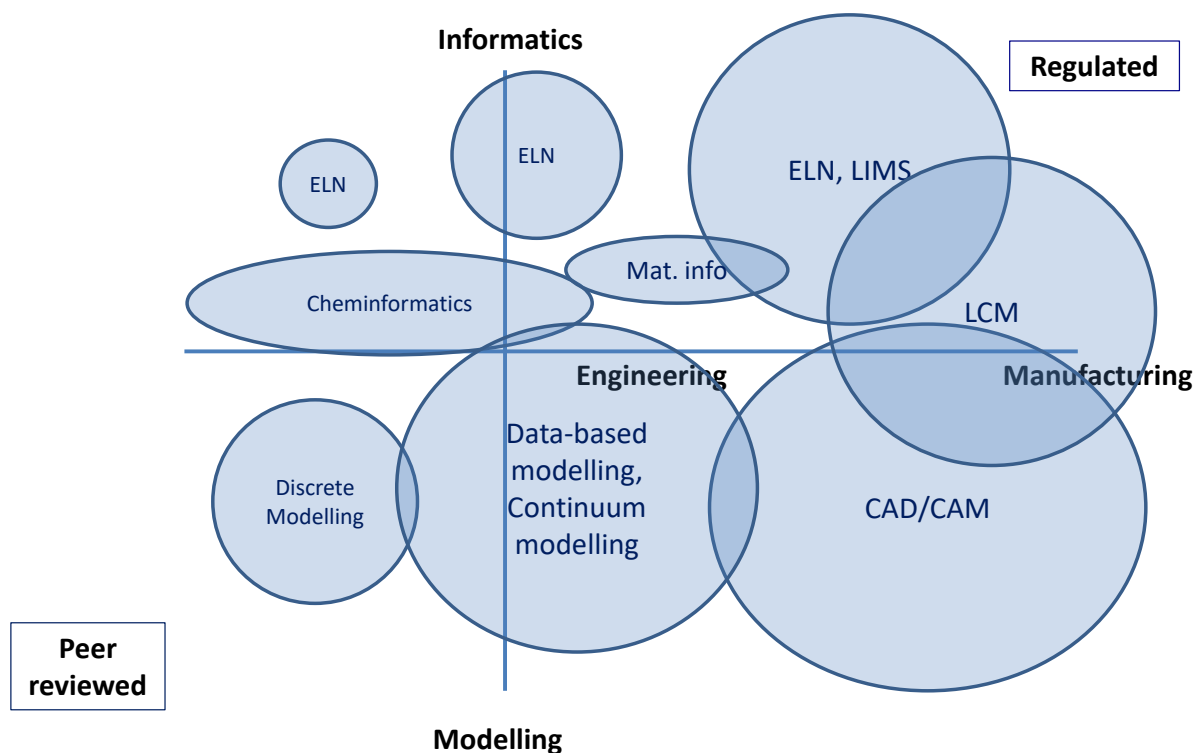 Informatics
Regulated
ELN
ELN
ELN, LIMS
Mat. info
Cheminformatics
LCM
Engineering
Manufacturing
Data-based
modelling,
Continuum
modelling
Discrete
Modelling
CAD/CAM
Peer
reviewed
Modelling